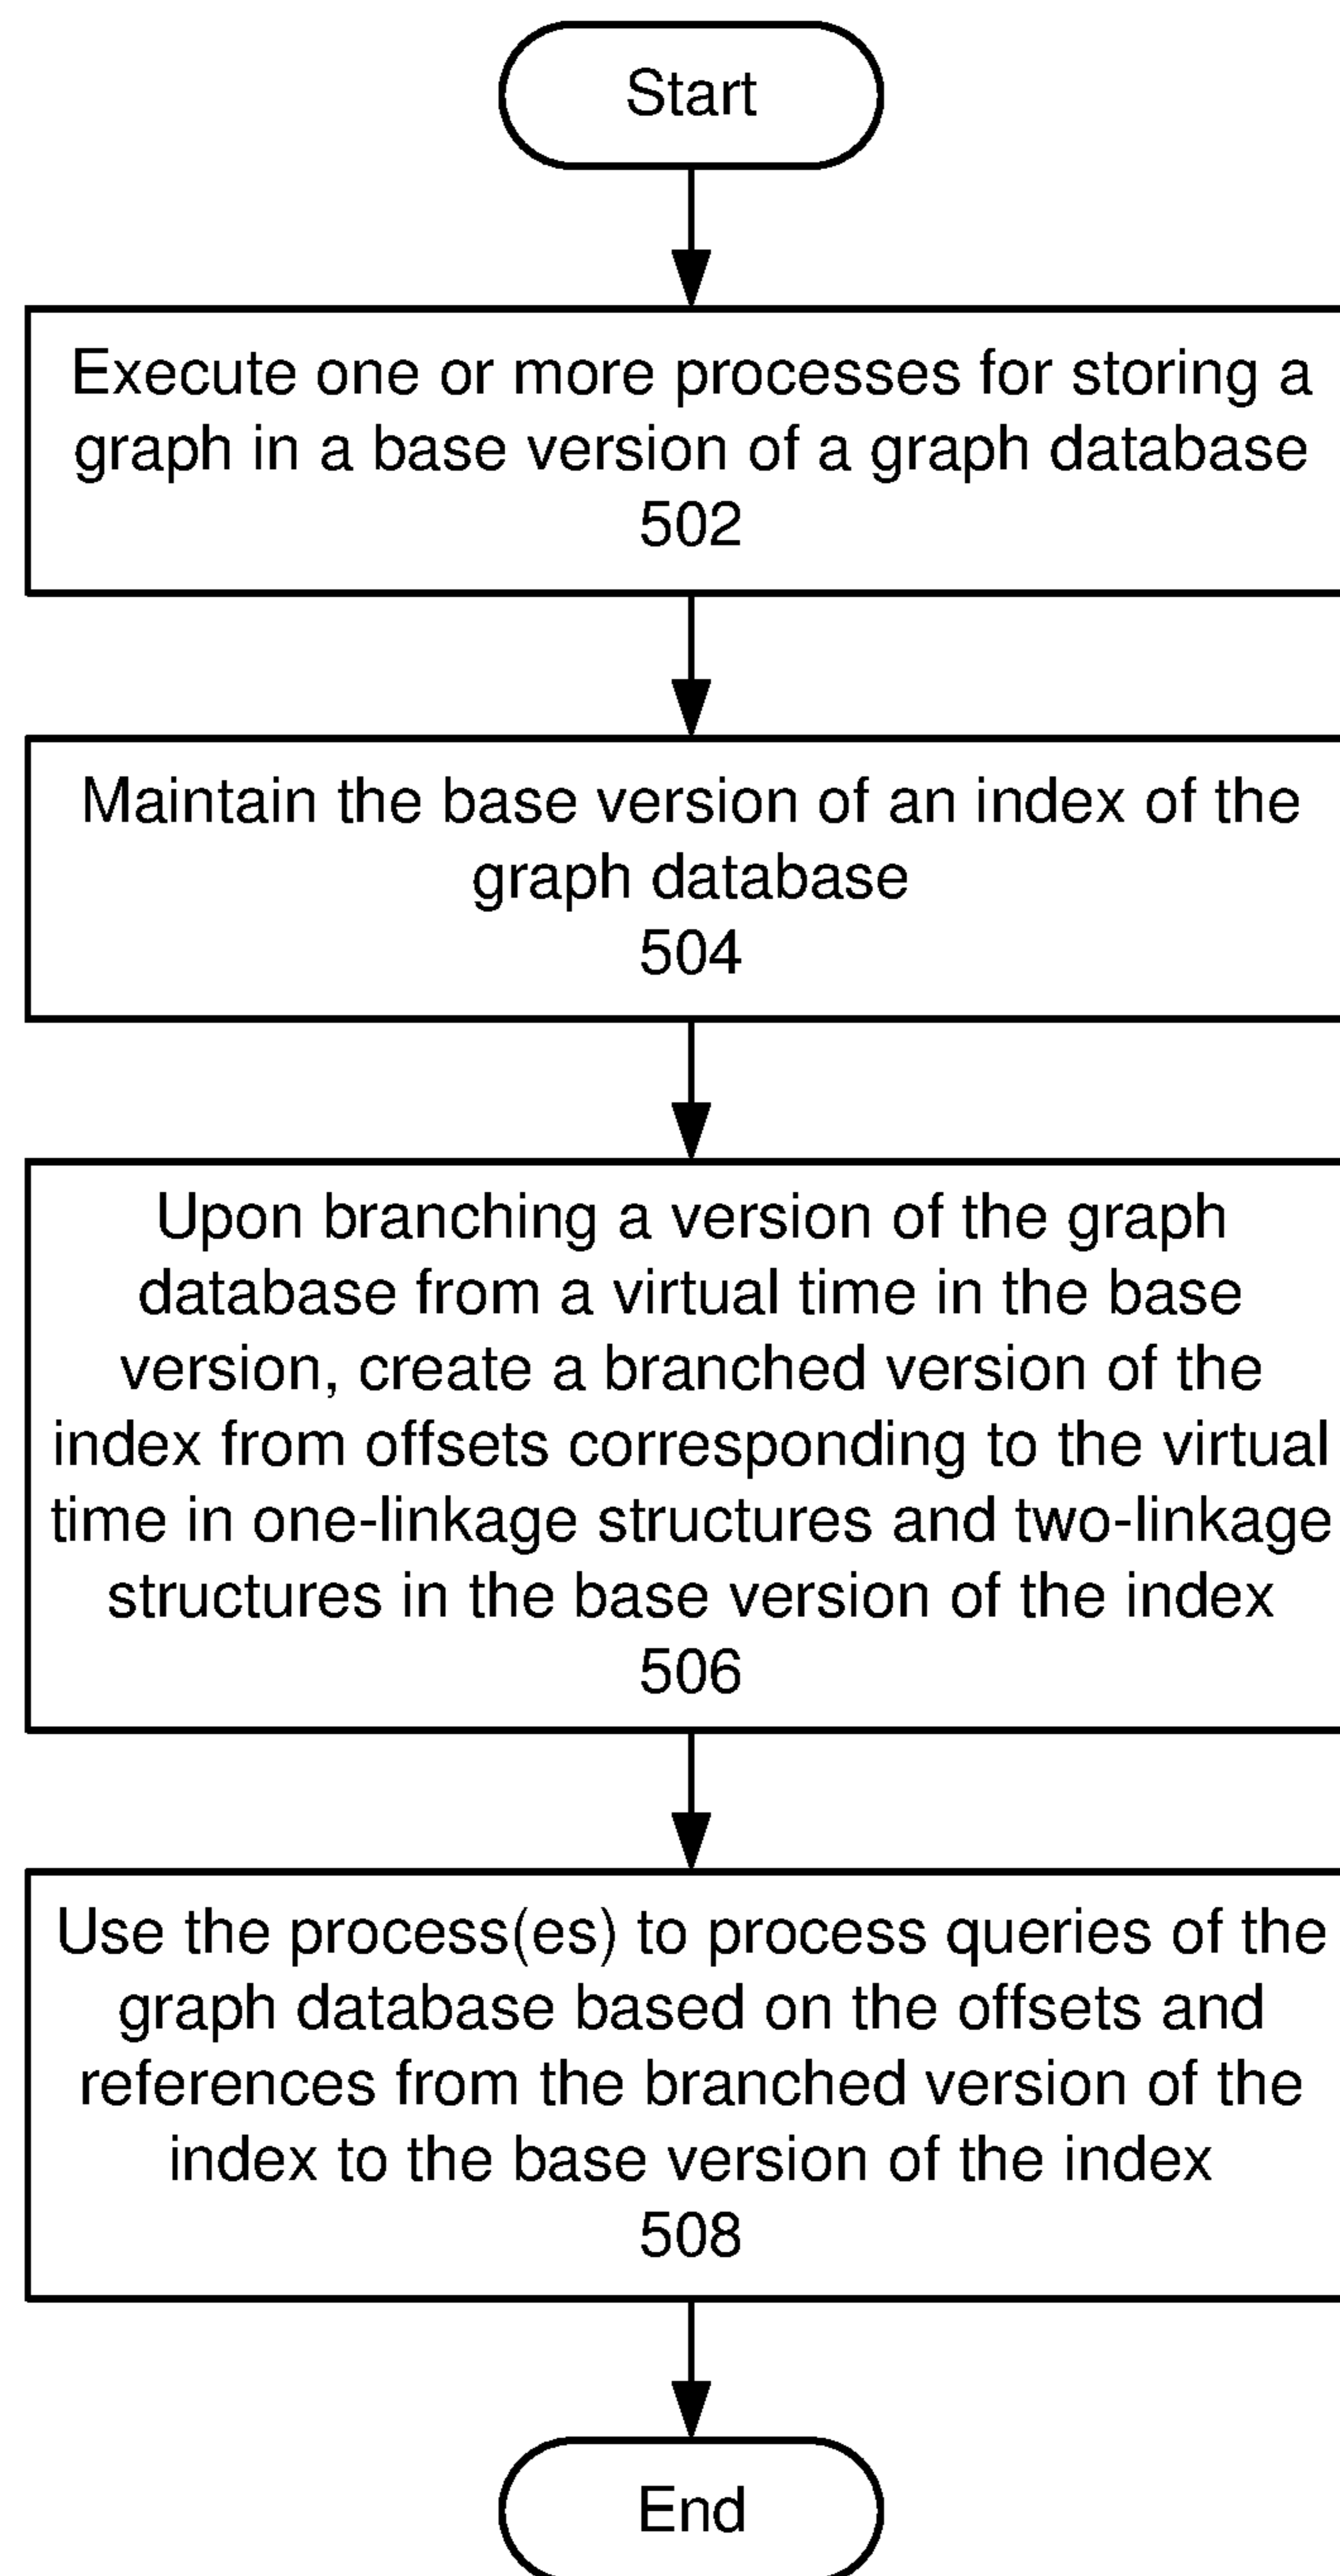 Start
Execute one or more processes for storing a
graph in a base version of a graph database
502
Maintain the base version of an index of the
graph database
504
Upon branching a version of the graph
database from a virtual time in the base
version, create a branched version of the
index from offsets corresponding to the virtual
time in one-linkage structures and two-linkage
structures in the base version of the index
506
Use the process(es) to process queries of the
graph database based on the offsets and
references from the branched version of the
index to the base version of the index
508
End